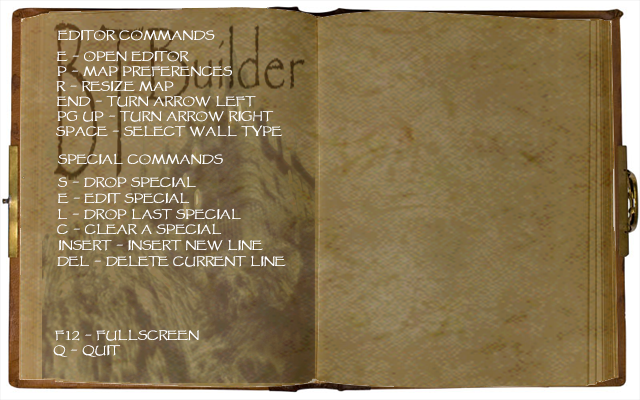 BT Builder
EDITOR COMMANDS
E - OPEN EDITOR
P - MAP PREFERENCES
R - RESIZE MAP
END - TURN ARROW LEFT
PG UP - TURN ARROW RIGHT
SPACE - SELECT WALL TYPE
SPECIAL COMMANDS
S - DROP SPECIAL
E - EDIT SPECIAL
L - DROP LAST SPECIAL
C - CLEAR A SPECIAL
INSERT - INSERT NEW LINE
DEL - DELETE CURRENT LINE
F12 - FULLSCREEN
Q - QUIT